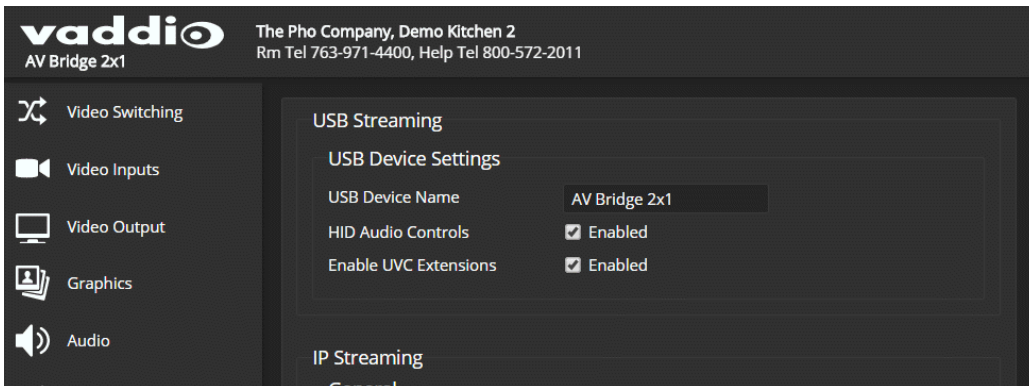 vaddio
AV Bridge 2x1
The Pho Company, Demo Kitchen 2
Rm Tel 763-971-4400, Help Tel 800-572-2011
Video Switching
Video Inputs
Video Output
Graphics
Audio
USB Streaming
USB Device Settings
USB Device Name AV Bridge 2x1
HID Audio Controls Enabled
Enable UVC Extensions Enabled
IP Streaming
General